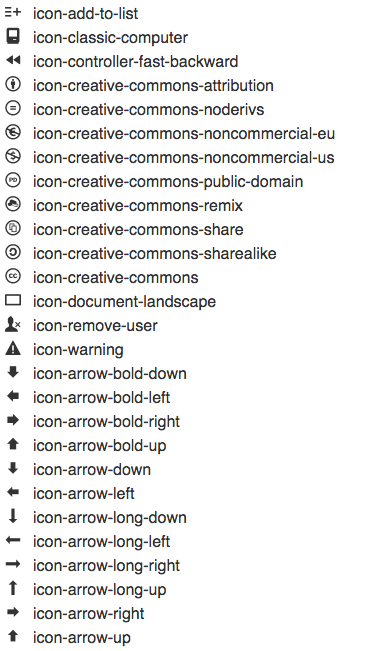 icon-add-to-list
icon-classic-computer
icon-controller-fast-backward
icon-creative-commons-attribution
icon-creative-commons-noderivs
icon-creative-commons-noncommercial-eu
icon-creative-commons-noncommercial-us
icon-creative-commons-public-domain
icon-creative-commons-remix
icon-creative-commons-share
icon-creative-commons-sharealike
icon-creative-commons
icon-document-landscape
icon-remove-user
icon-warning
icon-arrow-bold-down
icon-arrow-bold-left
icon-arrow-bold-right
icon-arrow-bold-up
icon-arrow-down
icon-arrow-left
icon-arrow-long-down
icon-arrow-long-left
icon-arrow-long-right
icon-arrow-long-up
icon-arrow-right
icon-arrow-up